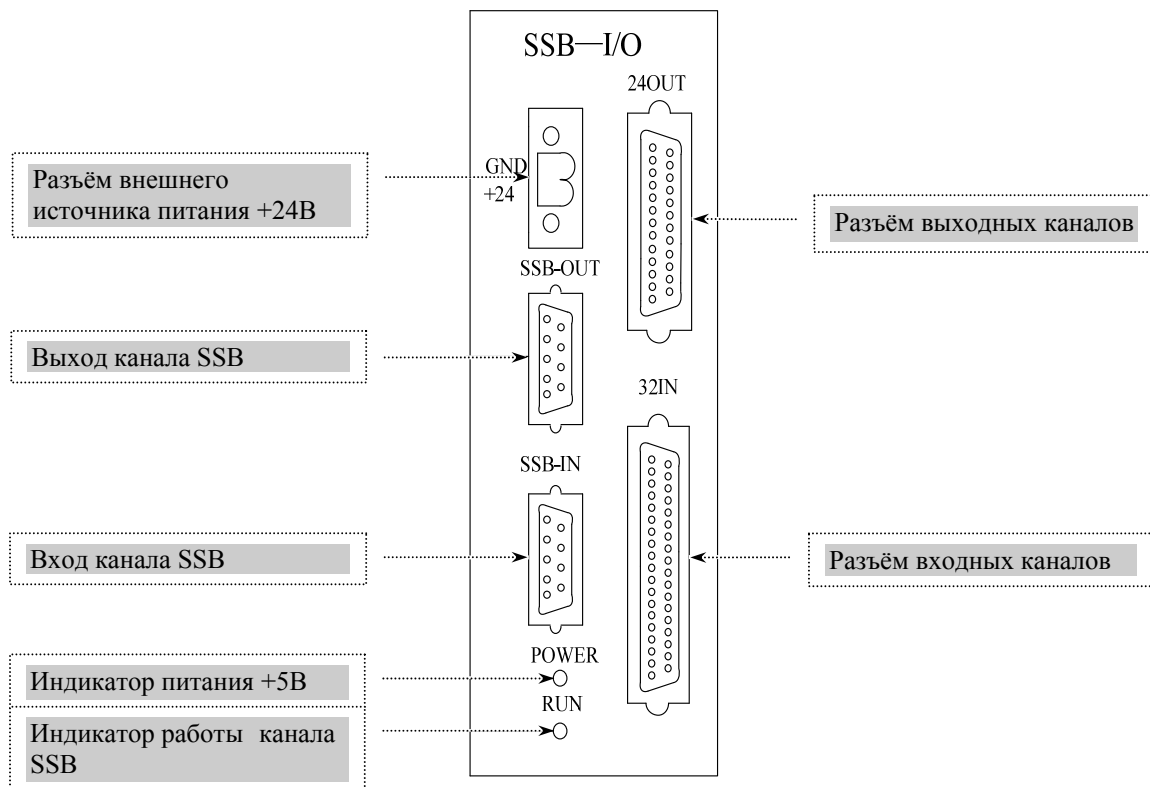 SSB—I/O
24OUT
GND
+24
SSB-OUT
32IN
SSB-IN
POWER
RUN
Разъём внешнего
источника питания +24В
Выход канала SSB
Вход канала SSB
Индикатор питания +5В
Индикатор работы канала
SSB
Разъём выходных каналов
Разъём входных каналов